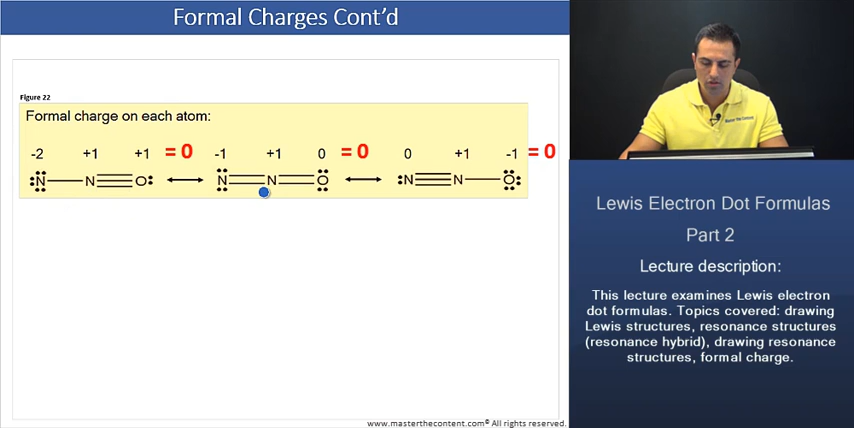 Formal Charges Cont’d
Figure 22
Formal charge on each atom:
-2 +1 +1 = 0 -1 +1 0 = 0 0 +1 -1 = 0
:N̈—N≡O: ↔ N̈=N=Ö ↔ :N≡N—Ö:
www.masterthecontent.com© All rights reserved.
Lewis Electron Dot Formulas
Part 2
Lecture description:
This lecture examines Lewis electron
dot formulas. Topics covered: drawing
Lewis structures, resonance structures
(resonance hybrid), drawing resonance
structures, formal charge.